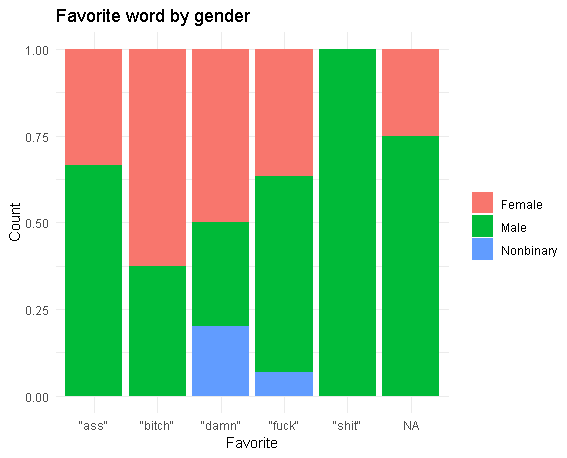 Favorite word by gender
1.00
0.75
0.50
0.25
0.00
Count
"ass" "bitch" "damn" "fuck" "shit" NA
Favorite
Female
Male
Nonbinary